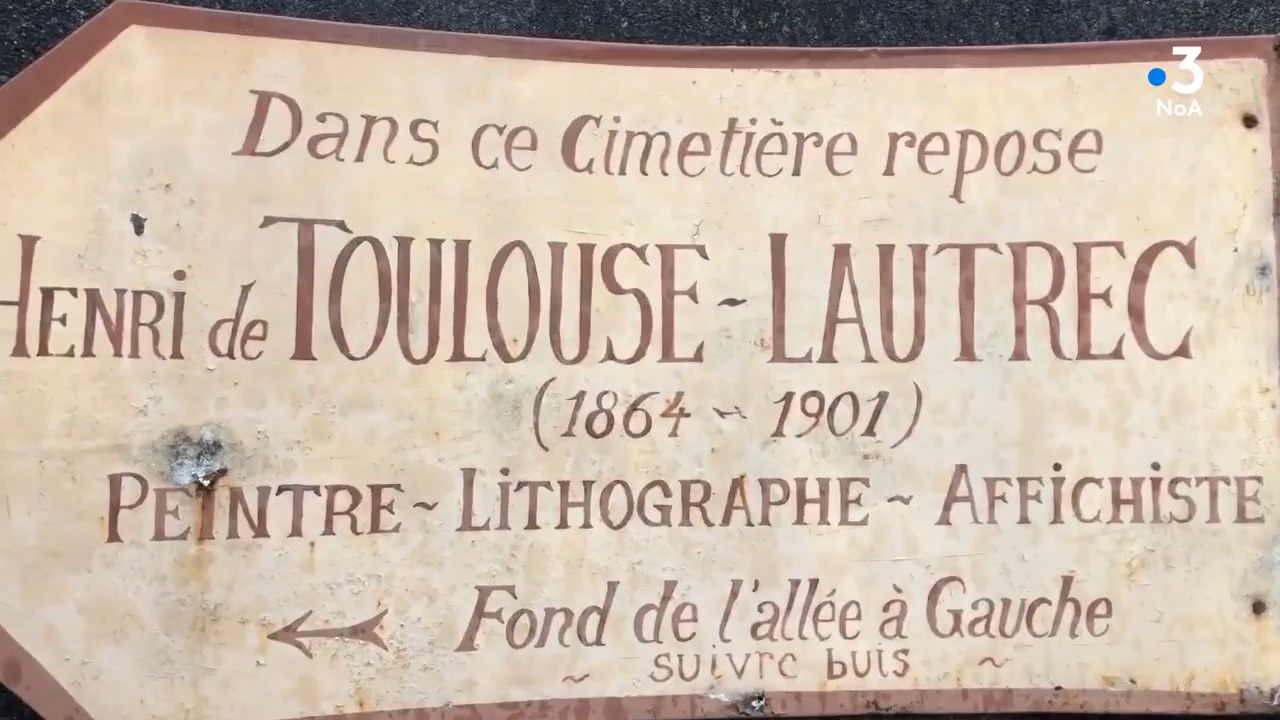 3
NoA
Dans ce Cimetière repose
HENRi de TOULOUSE ~ LAUTREC
(1864 ~ 1901)
PEiNTRE ~ LiTHOGRAPHE ~ AFFiCHiSTE
Fond de l'allée à Gauche
~ suivre buis ~